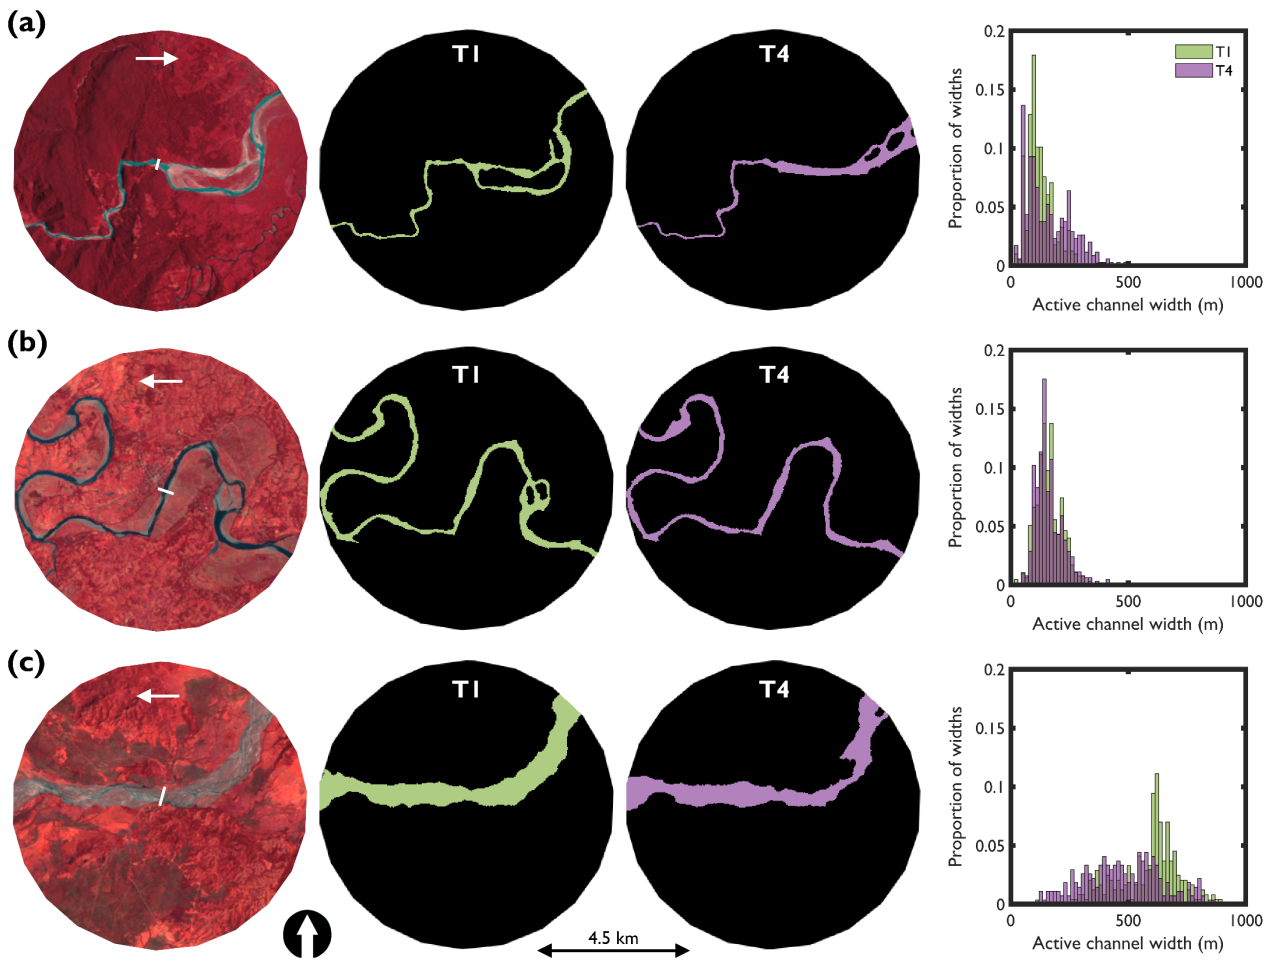 (a)
T1
T4
0.2
0.15
0.1
0.05
0
Proportion of widths
T1
T4
0
500
1000
Active channel width (m)
(b)
T1
T4
0.2
0.15
0.1
0.05
0
Proportion of widths
0
500
1000
Active channel width (m)
(c)
T1
T4
0.2
0.15
0.1
0.05
0
Proportion of widths
0
500
1000
Active channel width (m)
4.5 km